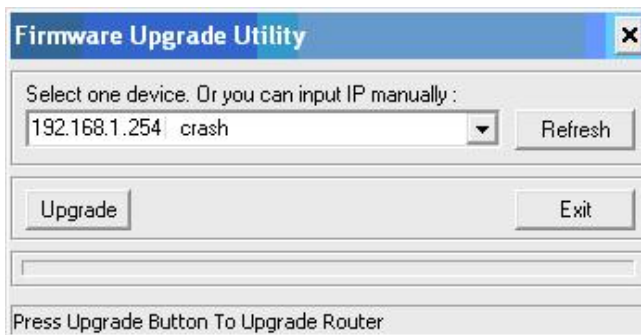 Firmware Upgrade Utility
Select one device. Or you can input IP manually :
192.168.1.254 crash
Refresh
Upgrade
Exit
Press Upgrade Button To Upgrade Router